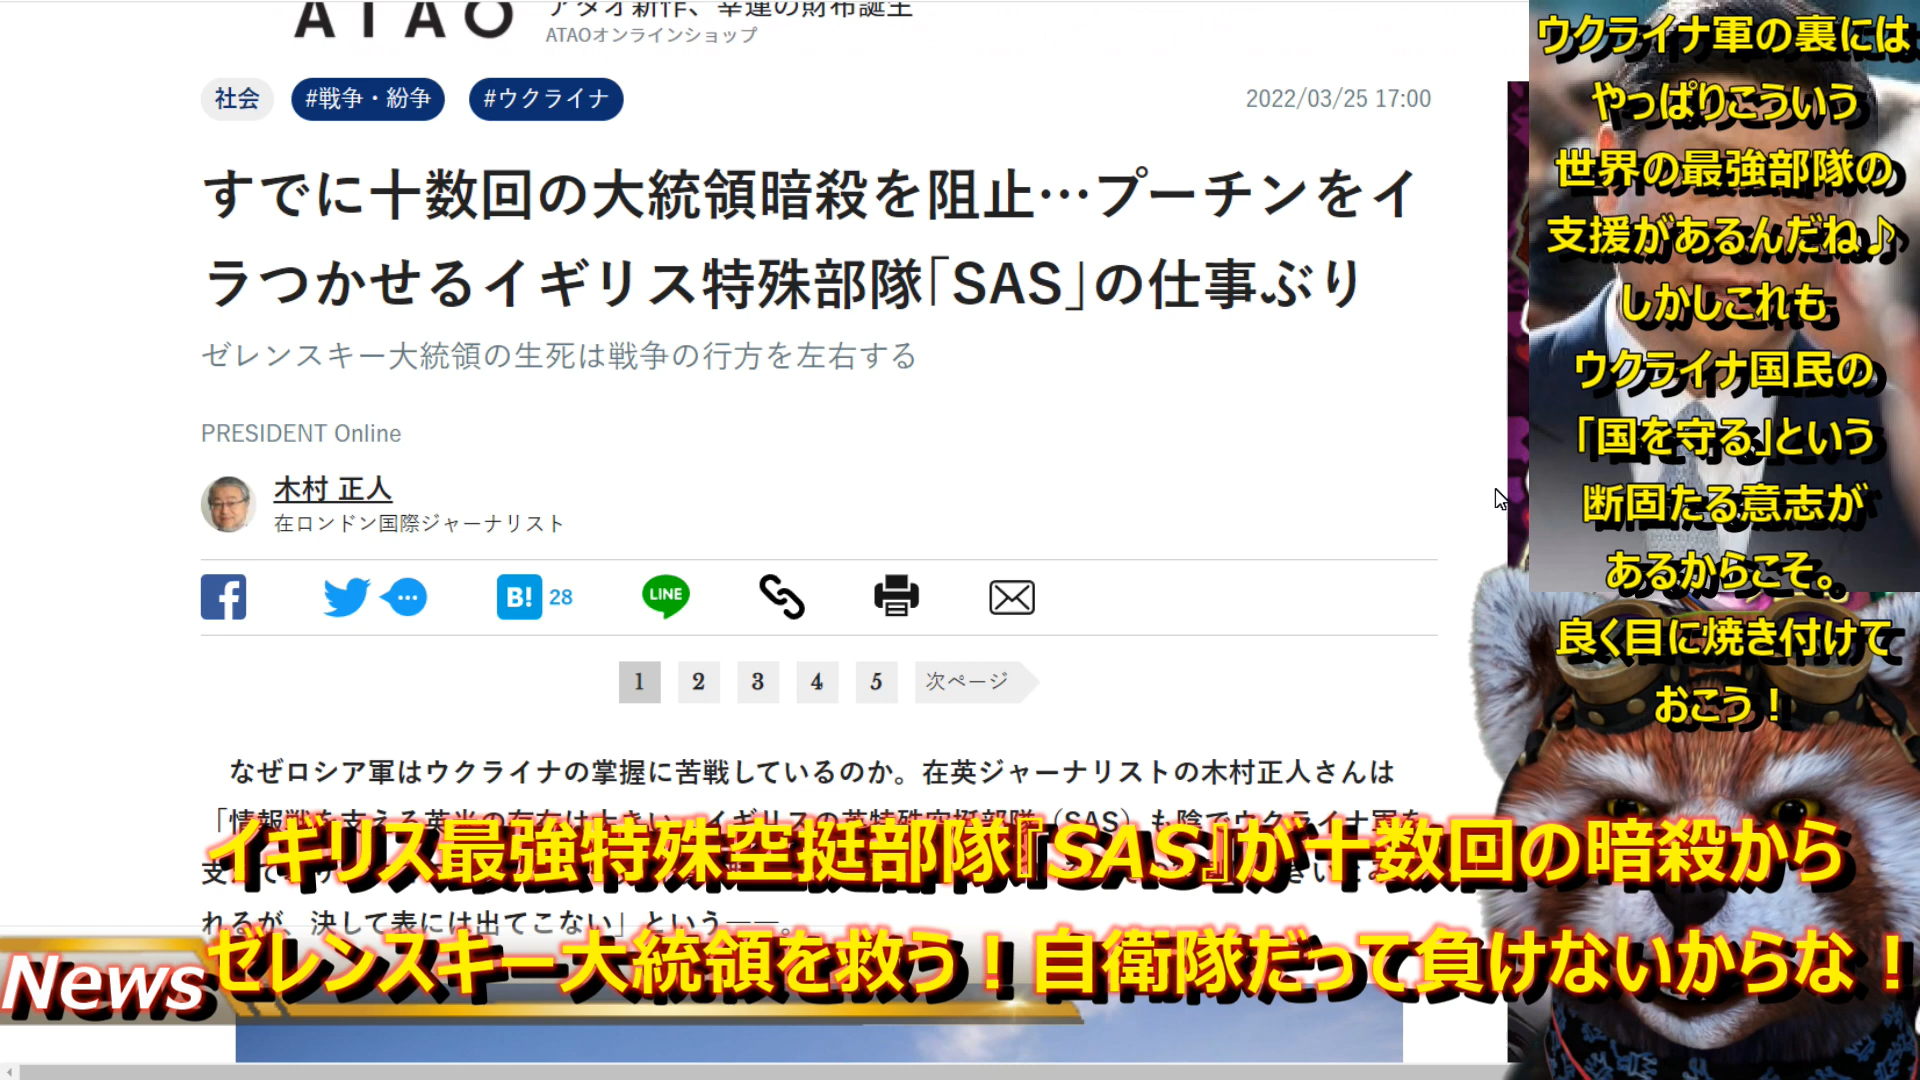 ATAO
アタオ新作、幸運の財布誕生
ATAOオンラインショップ
社会 #戦争・紛争 #ウクライナ 2022/03/25 17:00
すでに十数回の大統領暗殺を阻止…プーチンをイ
ラつかせるイギリス特殊部隊｢SAS｣の仕事ぶり
ゼレンスキー大統領の生死は戦争の行方を左右する
PRESIDENT Online
木村 正人
在ロンドン国際ジャーナリスト
B! 28
LINE
1 2 3 4 5 次ページ
なぜロシア軍はウクライナの掌握に苦戦しているのか。在英ジャーナリストの木村正人さんは
れるが、決して表には出てこない」という――。
ウクライナ軍の裏には
やっぱりこういう
世界の最強部隊の
支援があるんだね♪
しかしこれも
ウクライナ国民の
「国を守る」という
断固たる意志が
あるからこそ。
良く目に焼き付けて
おこう！
イギリス最強特殊空挺部隊『SAS』が十数回の暗殺から
ゼレンスキー大統領を救う！自衛隊だって負けないからな！
News